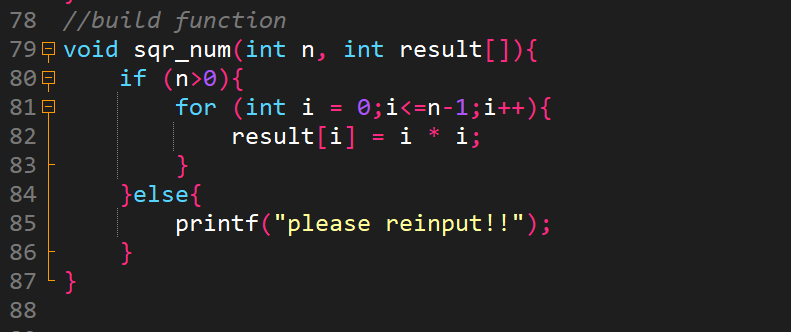 78 //build function
79 void sqr_num(int n, int result[]){
80     if (n>0){
81         for (int i = 0;i<=n-1;i++){
82             result[i] = i * i;
83         }
84     }else{
85         printf("please reinput!!");
86     }
87 }
88